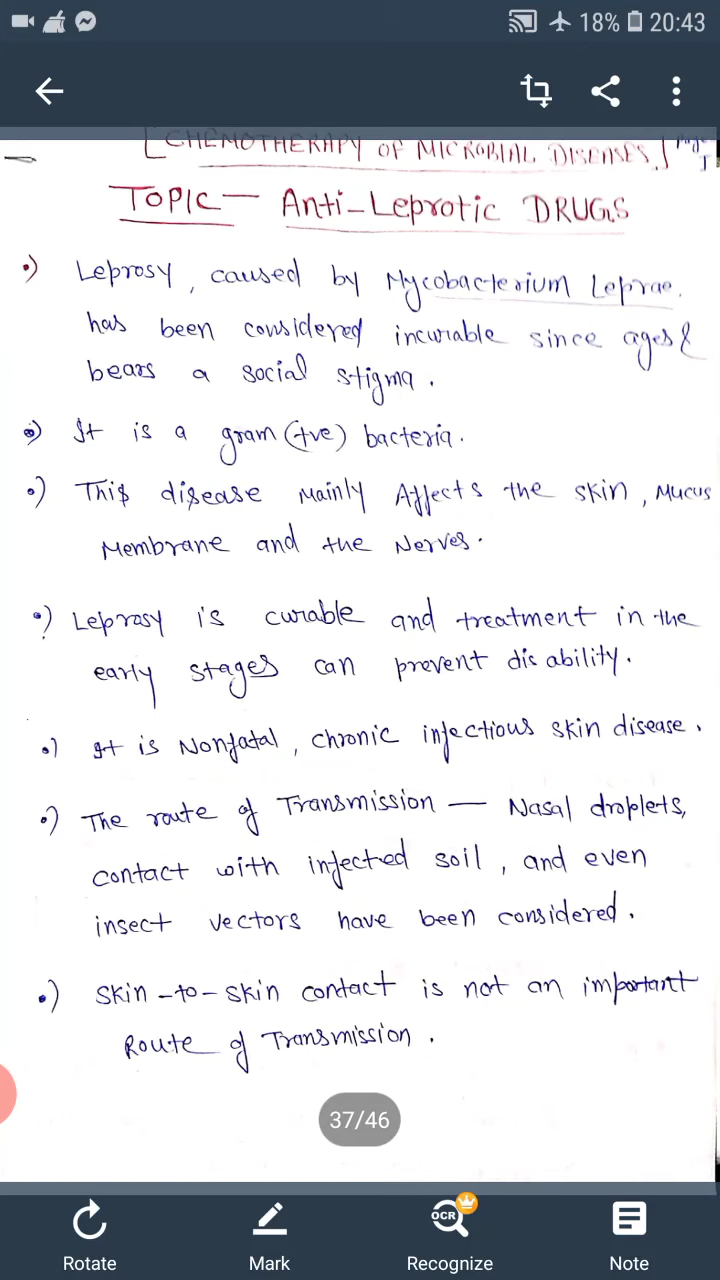 18% 20:43
[CHEMOTHERAPY OF MICROBIAL DISEASES.] Page I
TOPIC — Anti-Leprotic DRUGS
•) Leprosy, caused by Mycobacterium Leprae.
has been considered incurable since ages &
bears a social stigma.
•) It is a gram (+ve) bacteria.
•) This disease mainly Affects the skin, Mucus
Membrane and the Nerves.
•) Leprosy is curable and treatment in the
early stages can prevent disability.
•) It is Nonfatal, chronic infectious skin disease.
•) The route of Transmission — Nasal droplets,
contact with infected soil, and even
insect vectors have been considered.
•) Skin-to-skin contact is not an important
Route of Transmission.
37/46
OCR
Rotate Mark Recognize Note